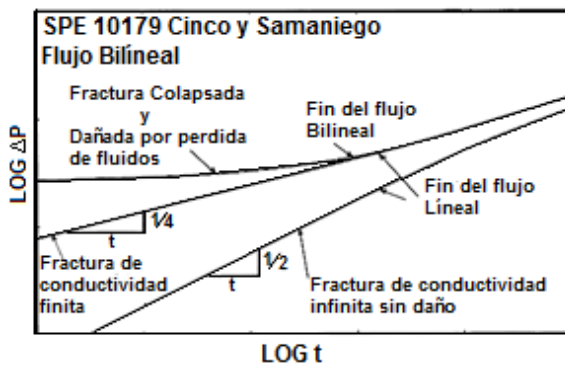 SPE 10179 Cinco y Samaniego
Flujo Bilíneal
Fractura Colapsada
y
Dañada por perdida
de fluidos
Fin del flujo
Bilineal
Fin del flujo
Líneal
1/4
t
Fractura de
conductividad
finita
1/2
t
Fractura de conductividad
infinita sin daño
LOG ΔP
LOG t